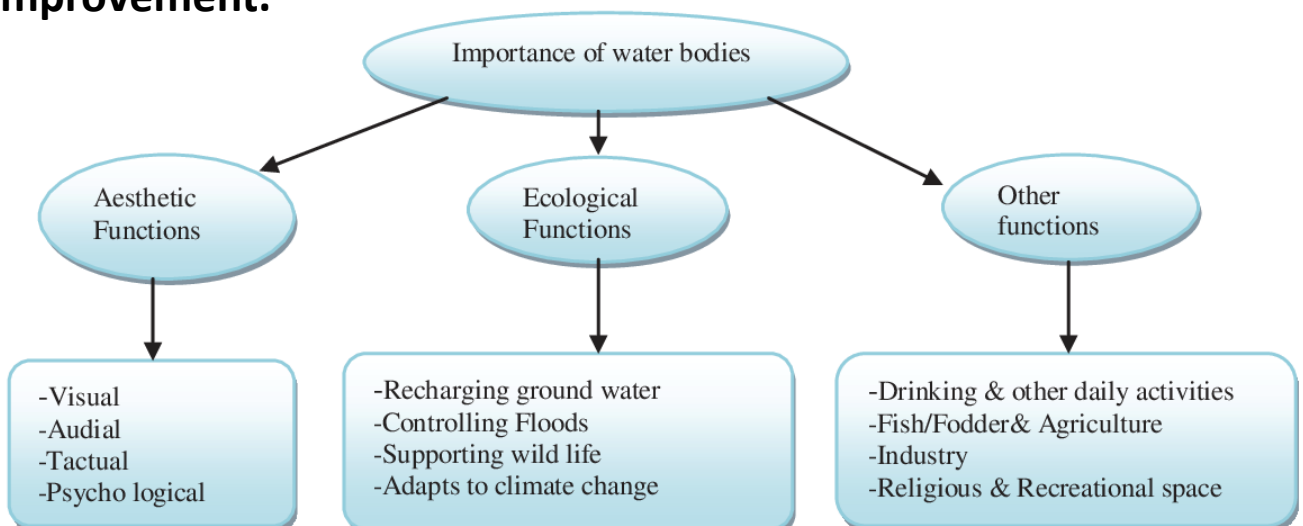 mprovement.
Importance of water bodies
Aesthetic
Functions
Ecological
Functions
Other
functions
-Visual
-Audial
-Tactual
-Psycho logical
-Recharging ground water
-Controlling Floods
-Supporting wild life
-Adapts to climate change
-Drinking & other daily activities
-Fish/Fodder& Agriculture
-Industry
-Religious & Recreational space